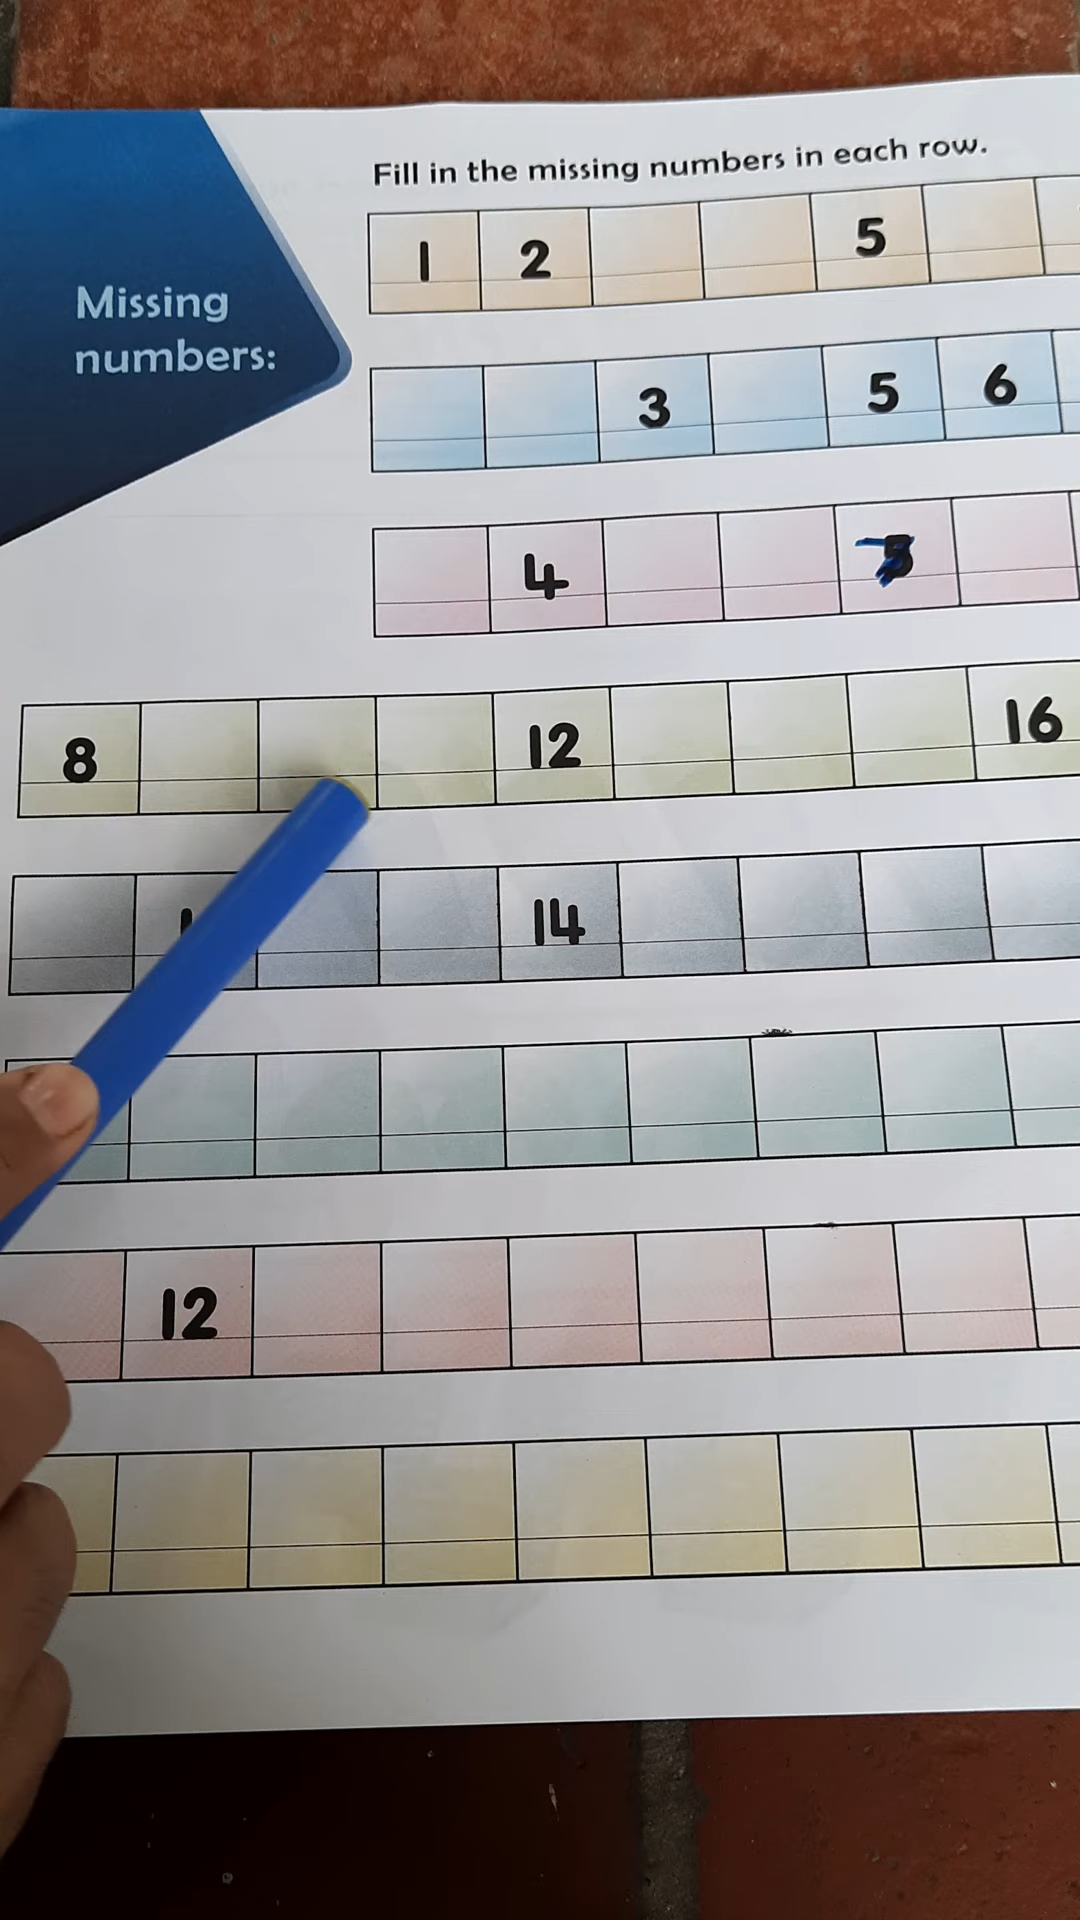 Fill in the missing numbers in each row.
1 2 5
Missing
numbers:
3 5 6
4 7
8 12 16
14
12